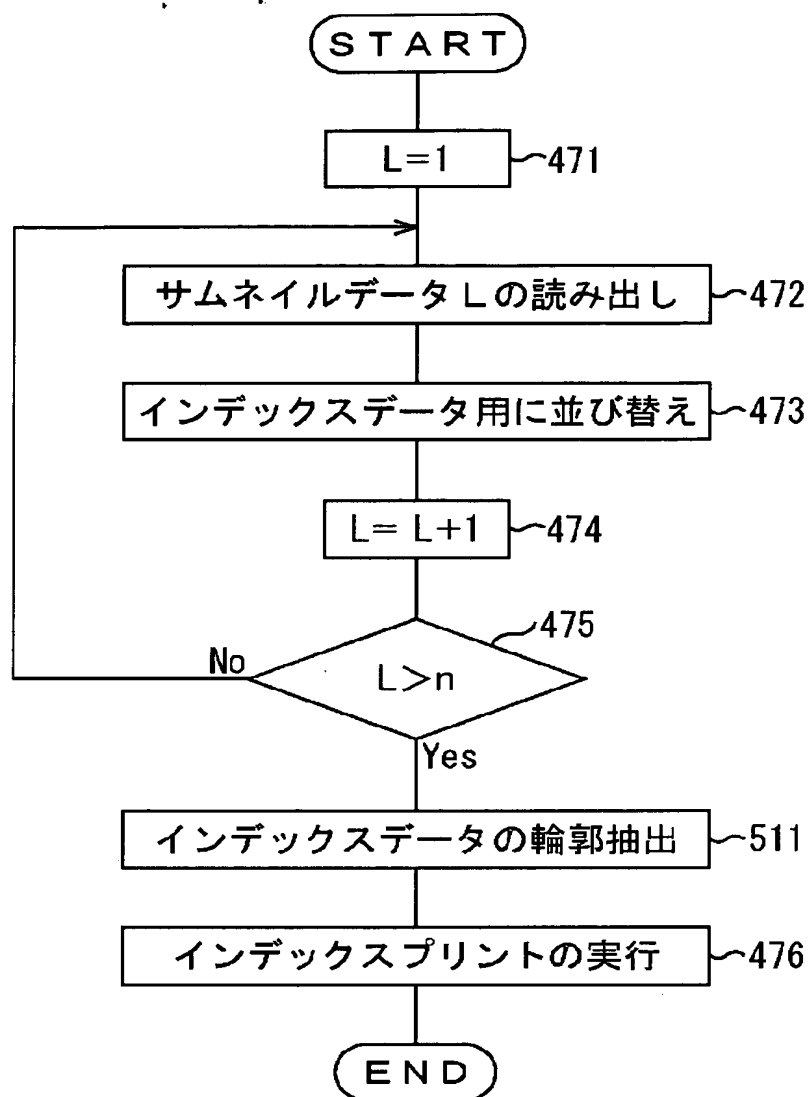 START
L=1 471
サムネイルデータLの読み出し 472
インデックスデータ用に並び替え 473
L= L+1 474
475
No
L>n
Yes
インデックスデータの輪郭抽出 511
インデックスプリントの実行 476
END